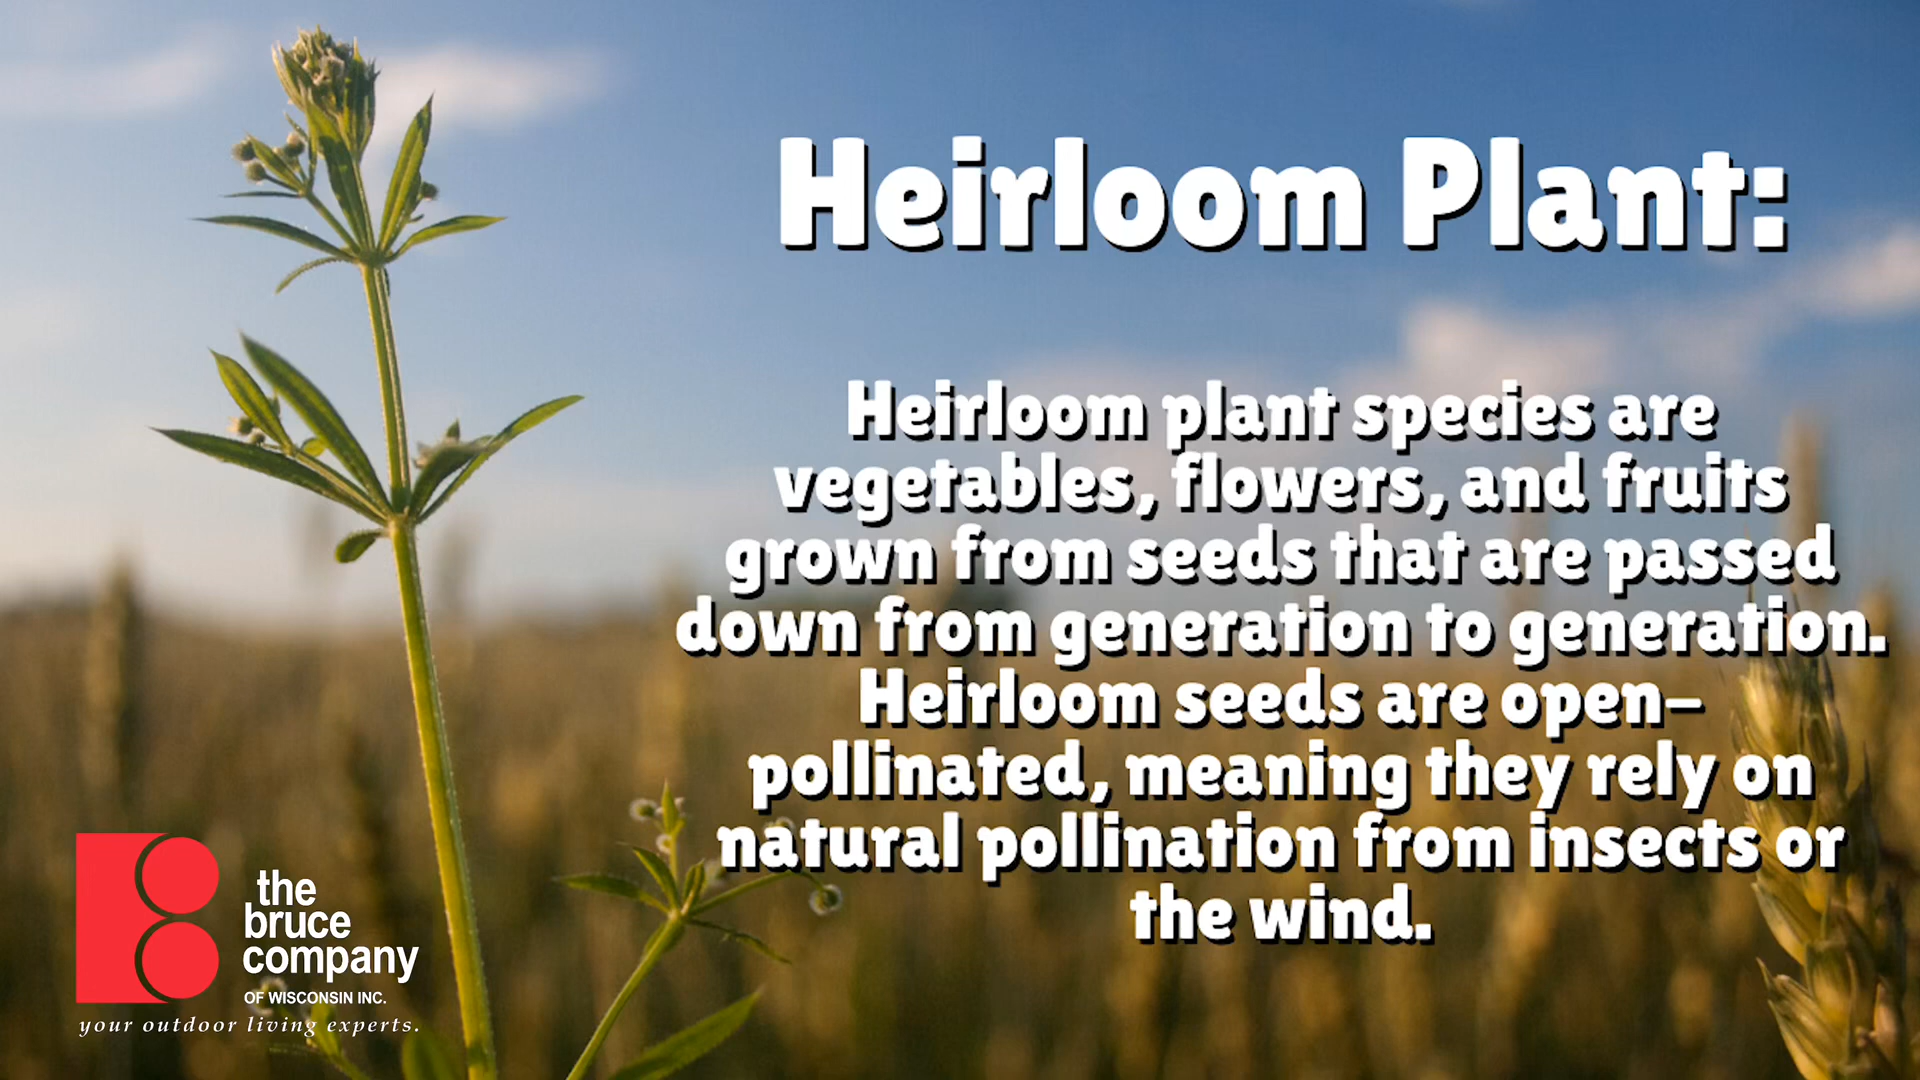 Heirloom Plant:
Heirloom plant species are
vegetables, flowers, and fruits
grown from seeds that are passed
down from generation to generation.
Heirloom seeds are open-
pollinated, meaning they rely on
natural pollination from insects or
the wind.
the
bruce
company
OF WISCONSIN INC.
your outdoor living experts.